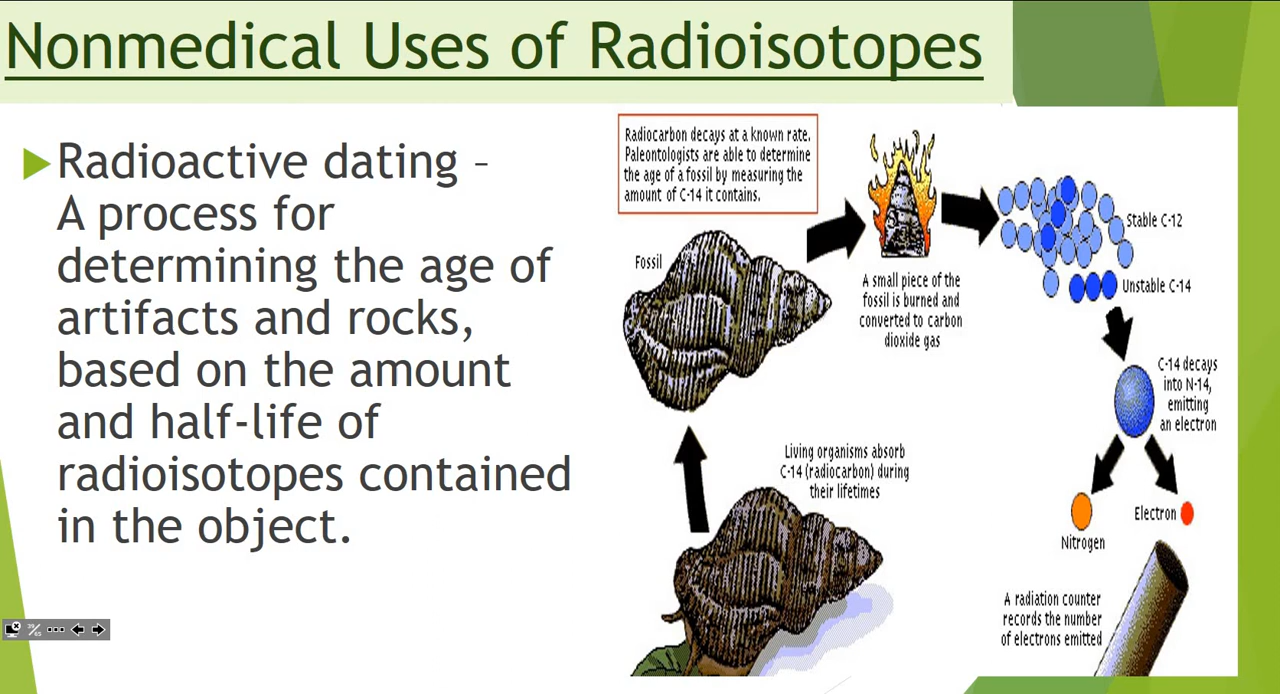 Nonmedical Uses of Radioisotopes
Radioactive dating –
A process for
determining the age of
artifacts and rocks,
based on the amount
and half-life of
radioisotopes contained
in the object.
Radiocarbon decays at a known rate.
Paleontologists are able to determine
the age of a fossil by measuring the
amount of C-14 it contains.
Fossil
A small piece of the
fossil is burned and
converted to carbon
dioxide gas
Stable C-12
Unstable C-14
C-14 decays
into N-14,
emitting
an electron
Living organisms absorb
C-14 (radiocarbon) during
their lifetimes
Electron
Nitrogen
A radiation counter
records the number
of electrons emitted